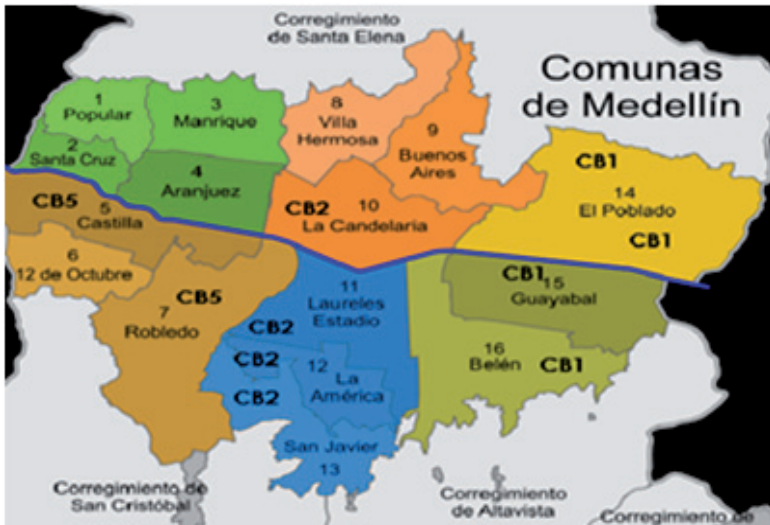 Corregimiento
de Santa Elena
Comunas
de Medellín
1
Popular
3
Manrique
8
Villa
Hermosa
9
Buenos
Aires
2
Santa Cruz
4
Aranjuez
CB1
14
El Poblado
CB1
CB5
5
Castilla
CB2
10
La Candelaria
6
12 de Octubre
CB5
7
Robledo
11
Laureles
Estadio
CB2
CB2
12
La
América
CB2
San Javier
13
CB1
15
Guayabal
16
Belén
CB1
Corregimiento de
San Cristóbal
Corregimiento
de Altavista
Corregimiento de